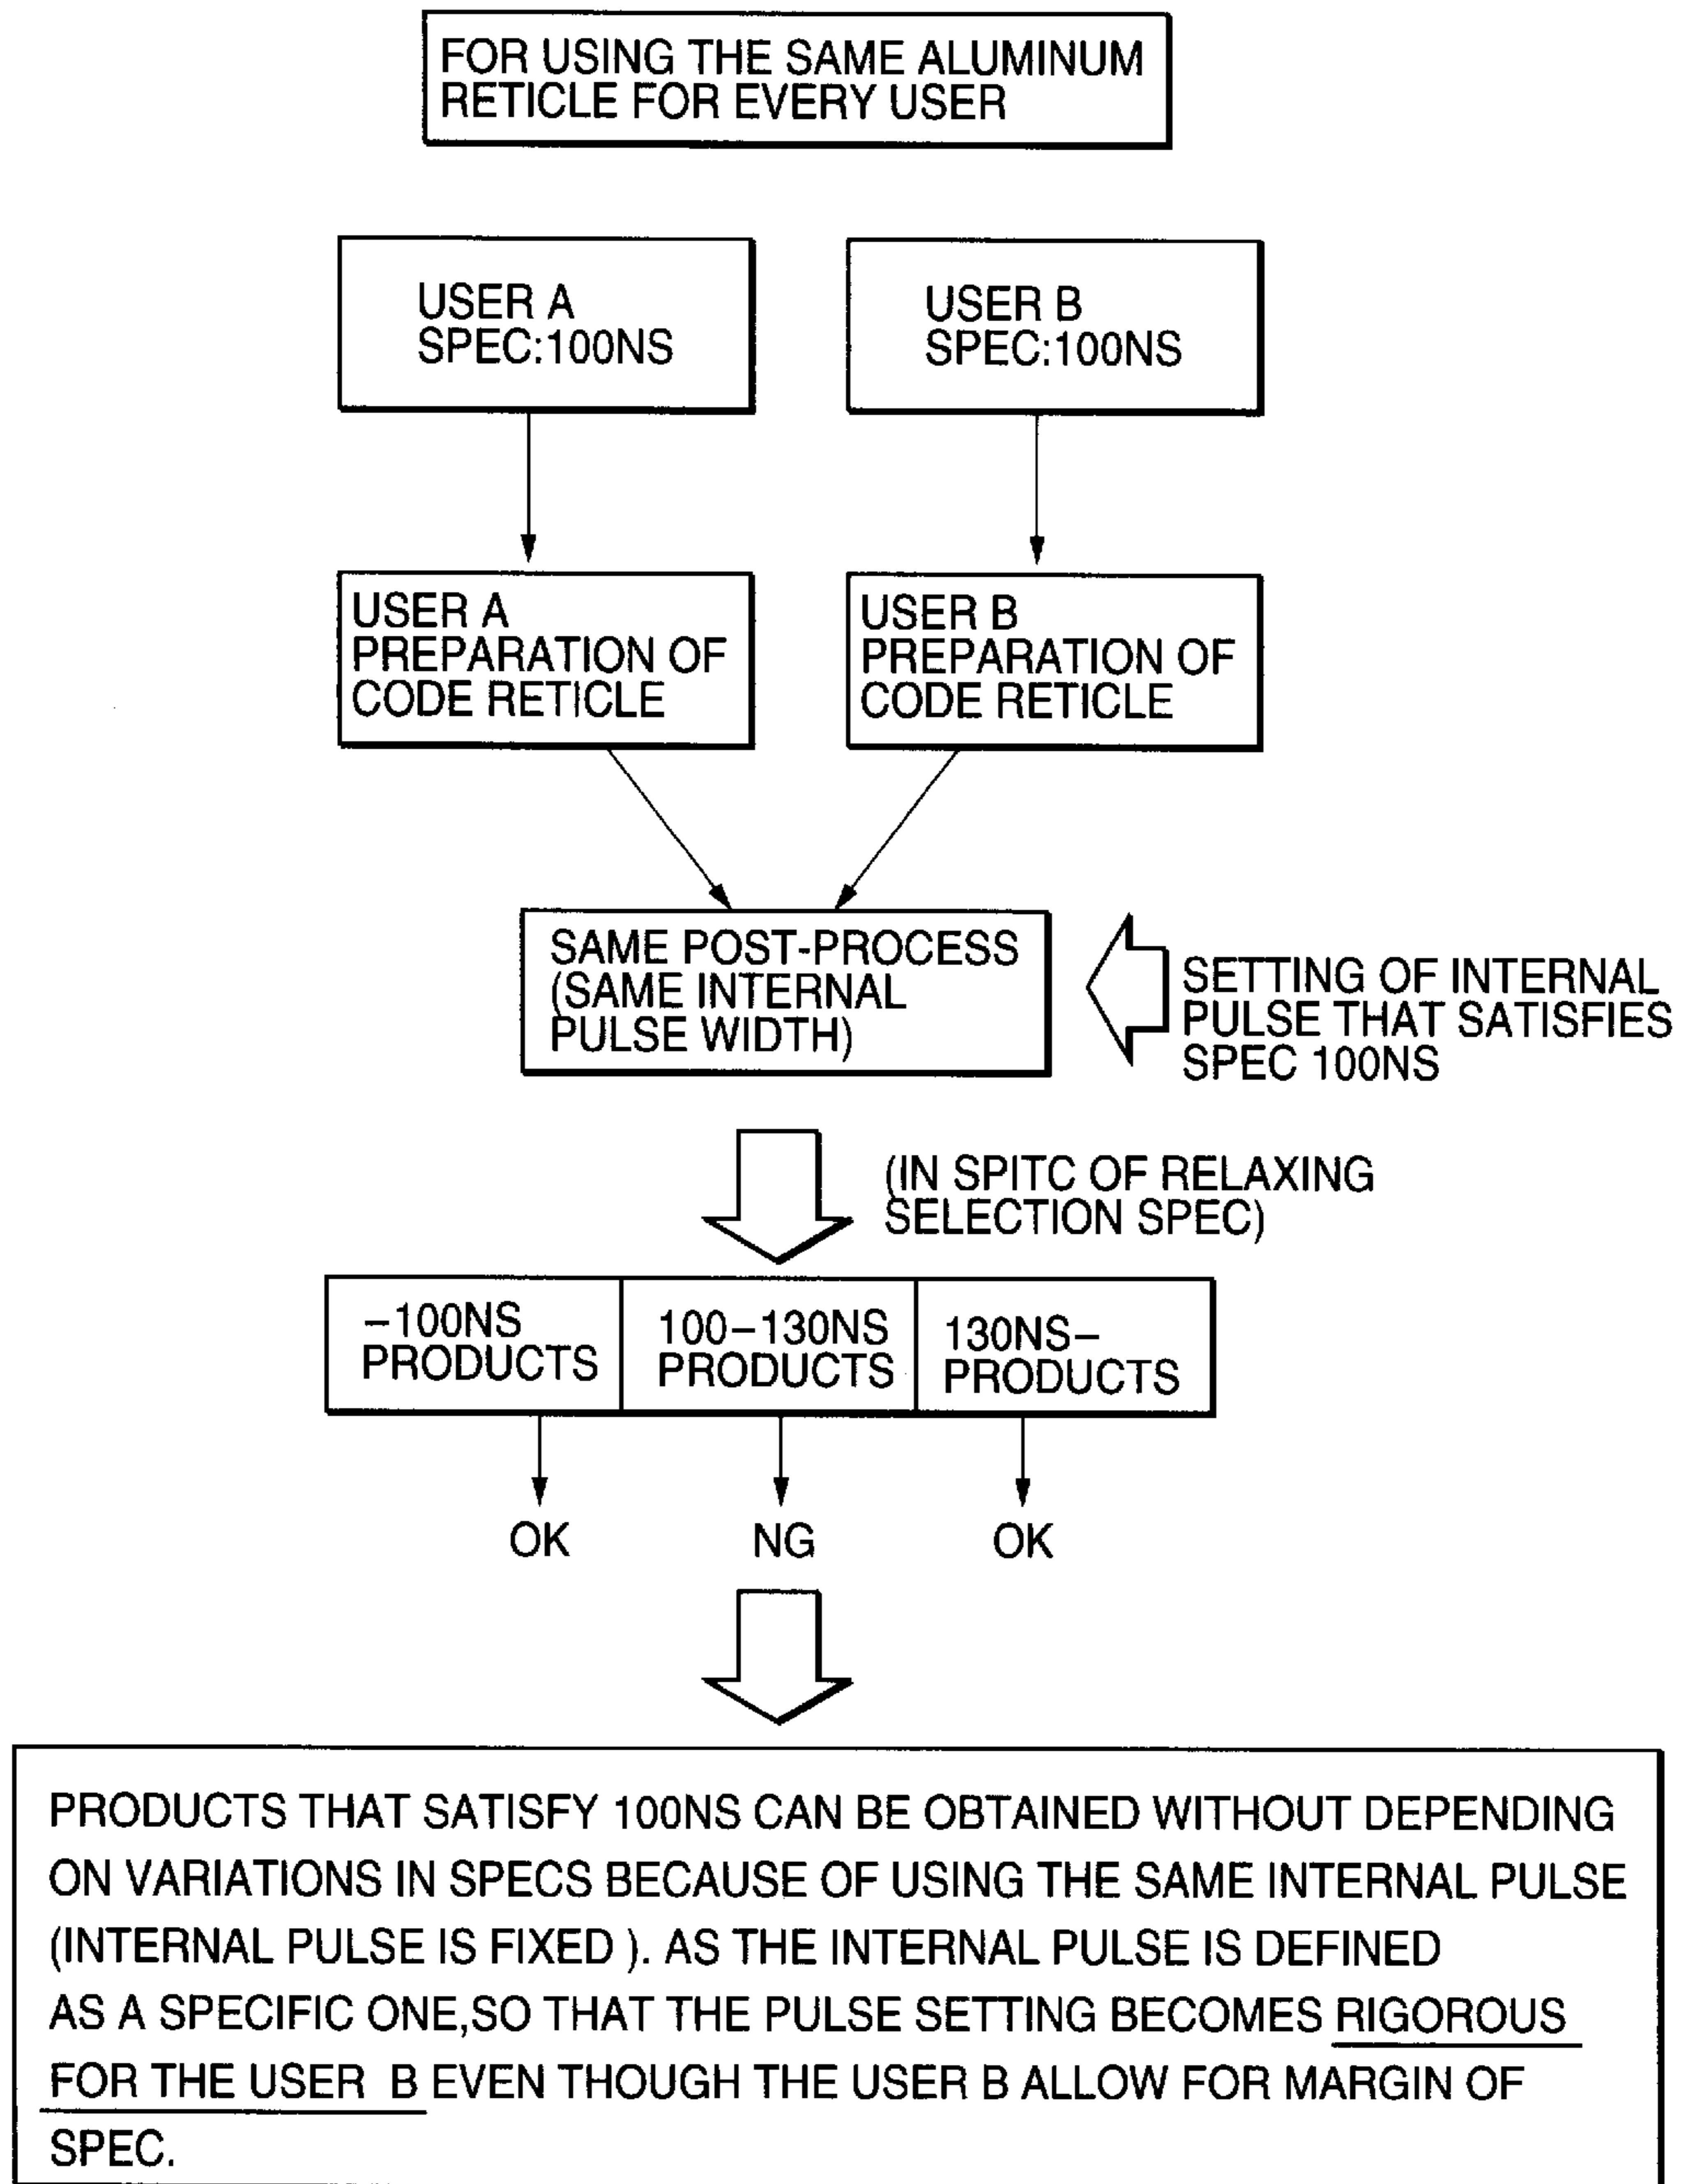 FOR USING THE SAME ALUMINUM
RETICLE FOR EVERY USER
USER A
SPEC:100NS
USER B
SPEC:100NS
USER A
PREPARATION OF
CODE RETICLE
USER B
PREPARATION OF
CODE RETICLE
SAME POST-PROCESS
(SAME INTERNAL
PULSE WIDTH)
SETTING OF INTERNAL
PULSE THAT SATISFIES
SPEC 100NS
(IN SPITC OF RELAXING
SELECTION SPEC)
–100NS
PRODUCTS
100–130NS
PRODUCTS
130NS–
PRODUCTS
OK
NG
OK
PRODUCTS THAT SATISFY 100NS CAN BE OBTAINED WITHOUT DEPENDING
ON VARIATIONS IN SPECS BECAUSE OF USING THE SAME INTERNAL PULSE
(INTERNAL PULSE IS FIXED ). AS THE INTERNAL PULSE IS DEFINED
AS A SPECIFIC ONE,SO THAT THE PULSE SETTING BECOMES RIGOROUS
FOR THE USER B EVEN THOUGH THE USER B ALLOW FOR MARGIN OF
SPEC.